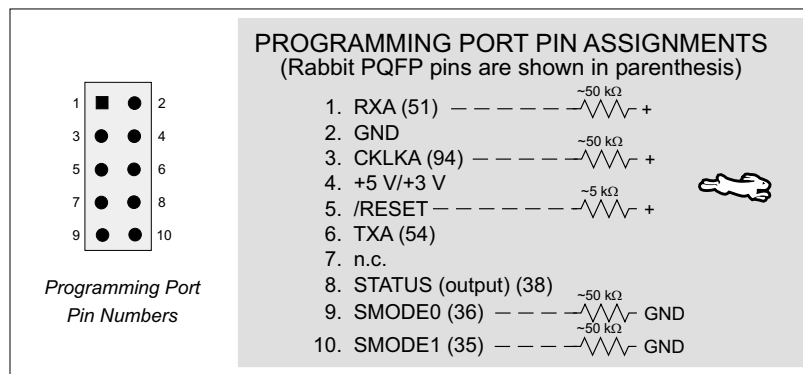 PROGRAMMING PORT PIN ASSIGNMENTS
(Rabbit PQFP pins are shown in parenthesis)
1 2
3 4
5 6
7 8
9 10
Programming Port
Pin Numbers
~50 kΩ
1. RXA (51) +
2. GND
~50 kΩ
3. CKLKA (94) +
4. +5 V/+3 V
~5 kΩ
5. /RESET +
6. TXA (54)
7. n.c.
8. STATUS (output) (38)
~50 kΩ
9. SMODE0 (36) GND
~50 kΩ
10. SMODE1 (35) GND